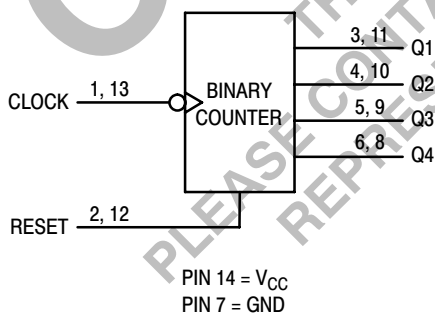 3, 11
Q1
1, 13
4, 10
Q2
CLOCK
BINARY
COUNTER
5, 9
Q3
6, 8
Q4
RESET
2, 12
PIN 14 = VCC
PIN 7 = GND
PLEASE